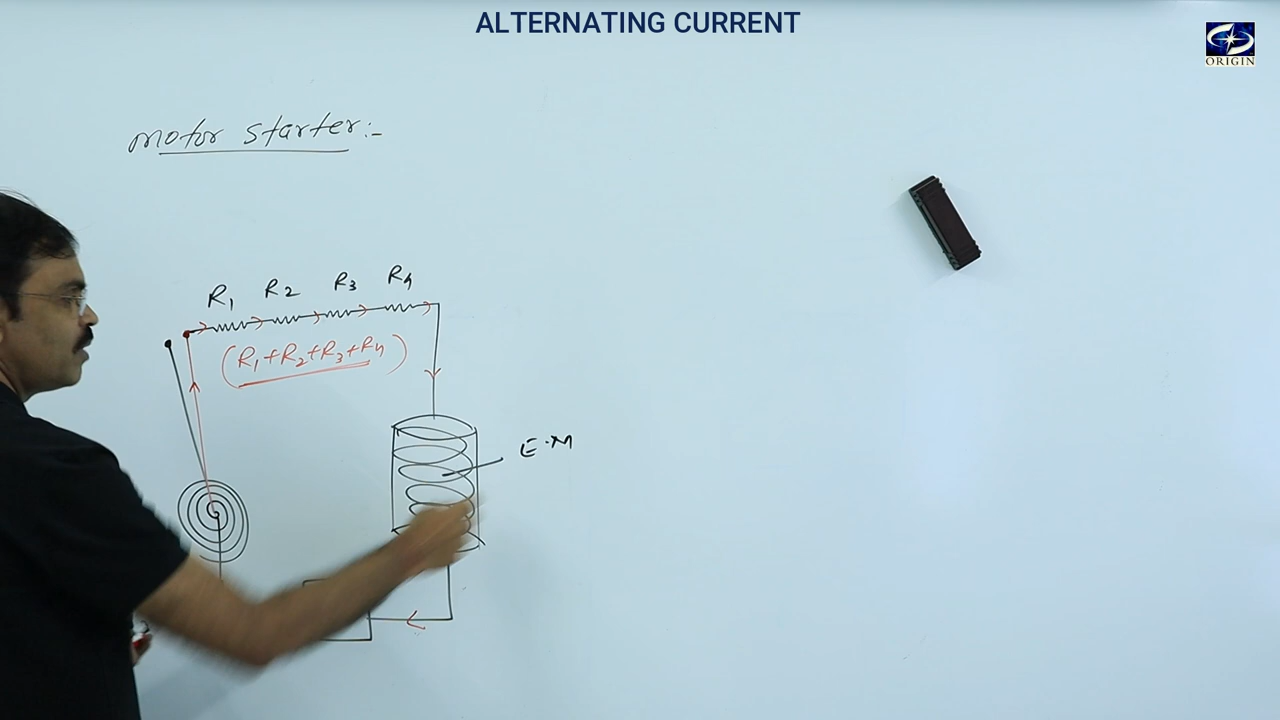 ALTERNATING CURRENT
ORIGIN
motor starter:-
R1 R2 R3 R4
(R1+R2+R3+R4)
E.M